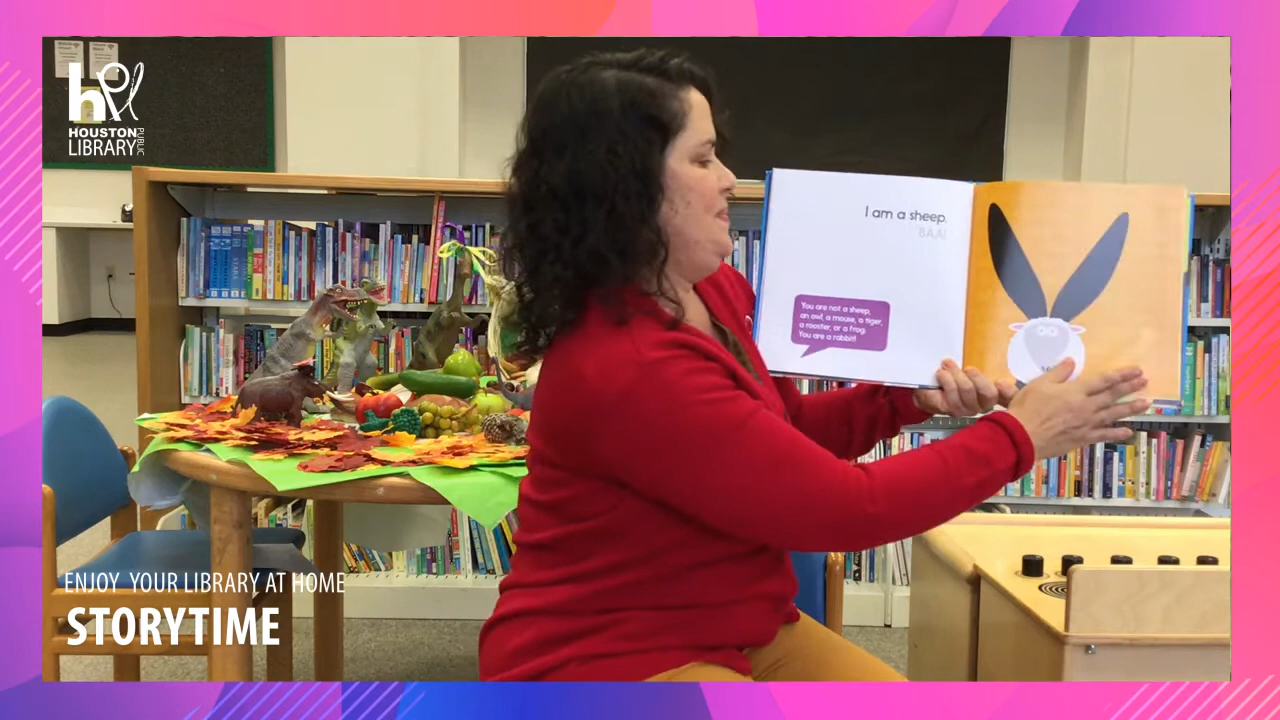 hpl
HOUSTON
PUBLIC
LIBRARY
I am a sheep.
BAA!
You are not a sheep,
an owl, a mouse, a tiger,
a rooster, or a frog.
You are a rabbit!
ENJOY YOUR LIBRARY AT HOME
STORYTIME